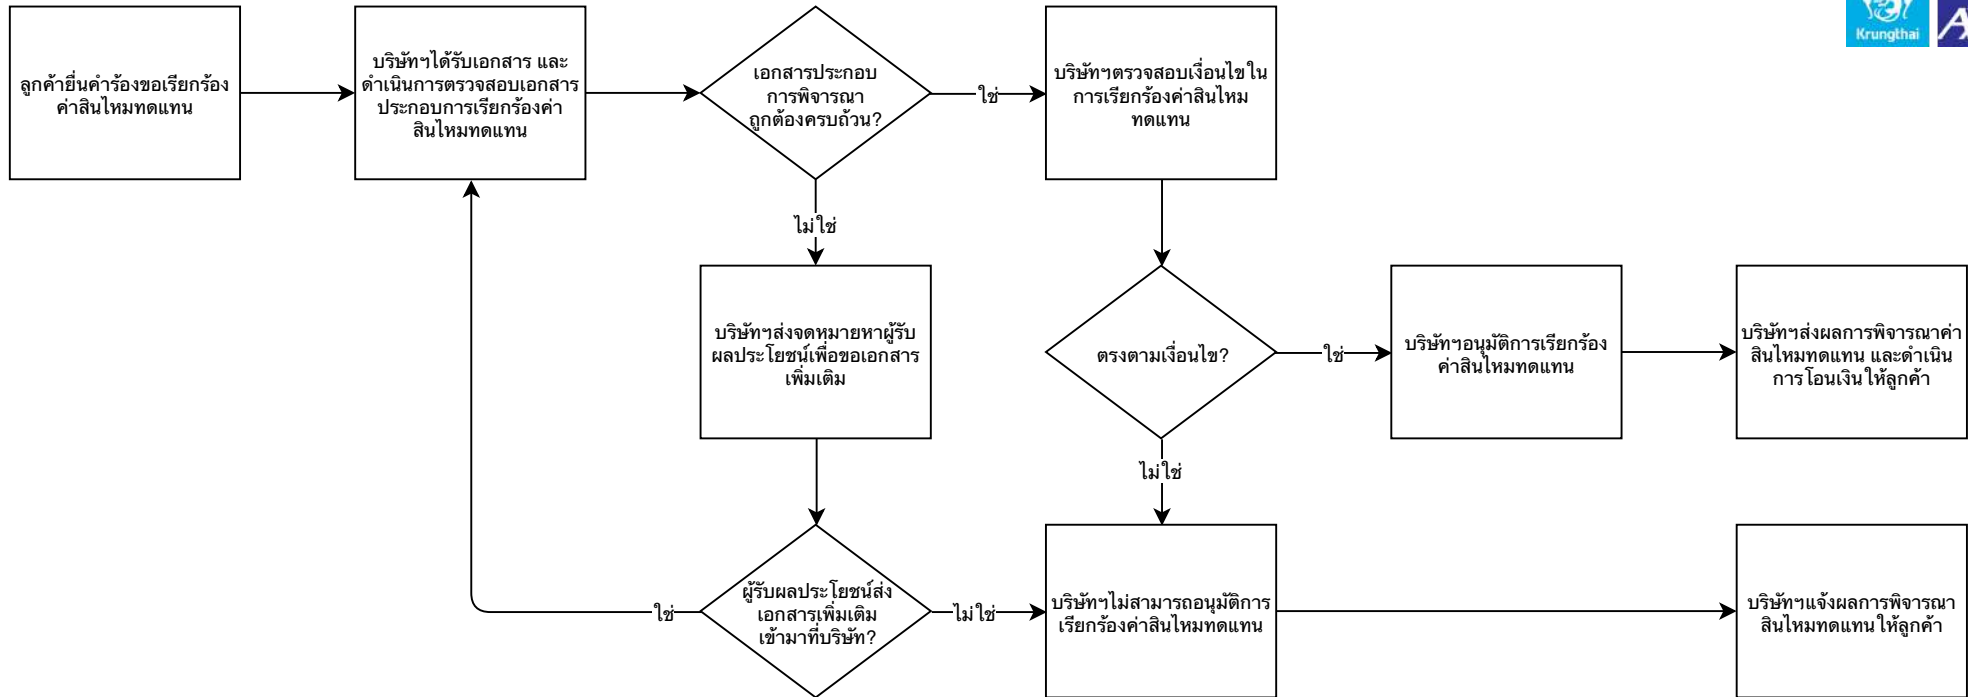 Krungthai
ลูกค้ายื่นคำร้องขอเรียกร้อง
ค่าสินไหมทดแทน
บริษัทฯได้รับเอกสาร และ
ดำเนินการตรวจสอบเอกสาร
ประกอบการเรียกร้องค่า
สินไหมทดแทน
เอกสารประกอบ
การพิจารณา
ถูกต้องครบถ้วน?
ใช่
บริษัทฯตรวจสอบเงื่อนไขใน
การเรียกร้องค่าสินไหม
ทดแทน
ไม่ใช่
บริษัทฯส่งจดหมายหาผู้รับ
ผลประโยชน์เพื่อขอเอกสาร
เพิ่มเติม
ตรงตามเงื่อนไข?
ใช่
บริษัทฯอนุมัติการเรียกร้อง
ค่าสินไหมทดแทน
บริษัทฯส่งผลการพิจารณาค่า
สินไหมทดแทน และดำเนิน
การโอนเงินให้ลูกค้า
ไม่ใช่
ผู้รับผลประโยชน์ส่ง
เอกสารเพิ่มเติม
เข้ามาที่บริษัท?
ใช่
ไม่ใช่
บริษัทฯไม่สามารถอนุมัติการ
เรียกร้องค่าสินไหมทดแทน
บริษัทฯแจ้งผลการพิจารณา
สินไหมทดแทนให้ลูกค้า